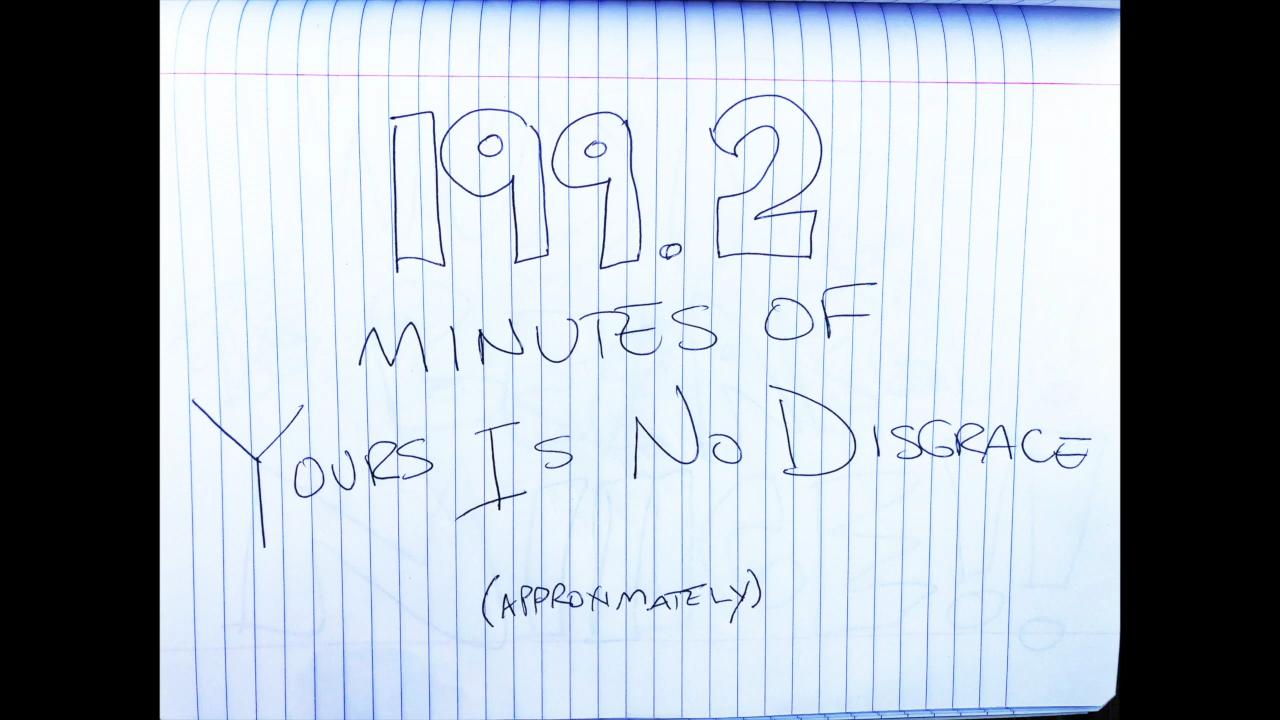 199.2
MINUTES OF
YOURS IS NO DISGRACE
(APPROXIMATELY)